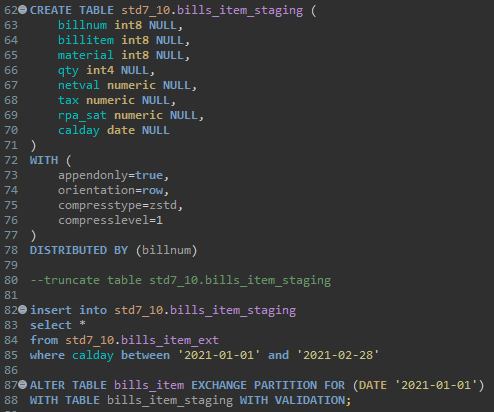 62 CREATE TABLE std7_10.bills_item_staging (
63     billnum int8 NULL,
64     billitem int8 NULL,
65     material int8 NULL,
66     qty int4 NULL,
67     netval numeric NULL,
68     tax numeric NULL,
69     rpa_sat numeric NULL,
70     calday date NULL
71 )
72 WITH (
73     appendonly=true,
74     orientation=row,
75     compresstype=zstd,
76     compresslevel=1
77 )
78 DISTRIBUTED BY (billnum)
79
80 --truncate table std7_10.bills_item_staging
81
82 insert into std7_10.bills_item_staging
83 select *
84 from std7_10.bills_item_ext
85 where calday between '2021-01-01' and '2021-02-28'
86
87 ALTER TABLE bills_item EXCHANGE PARTITION FOR (DATE '2021-01-01')
88 WITH TABLE bills_item_staging WITH VALIDATION;